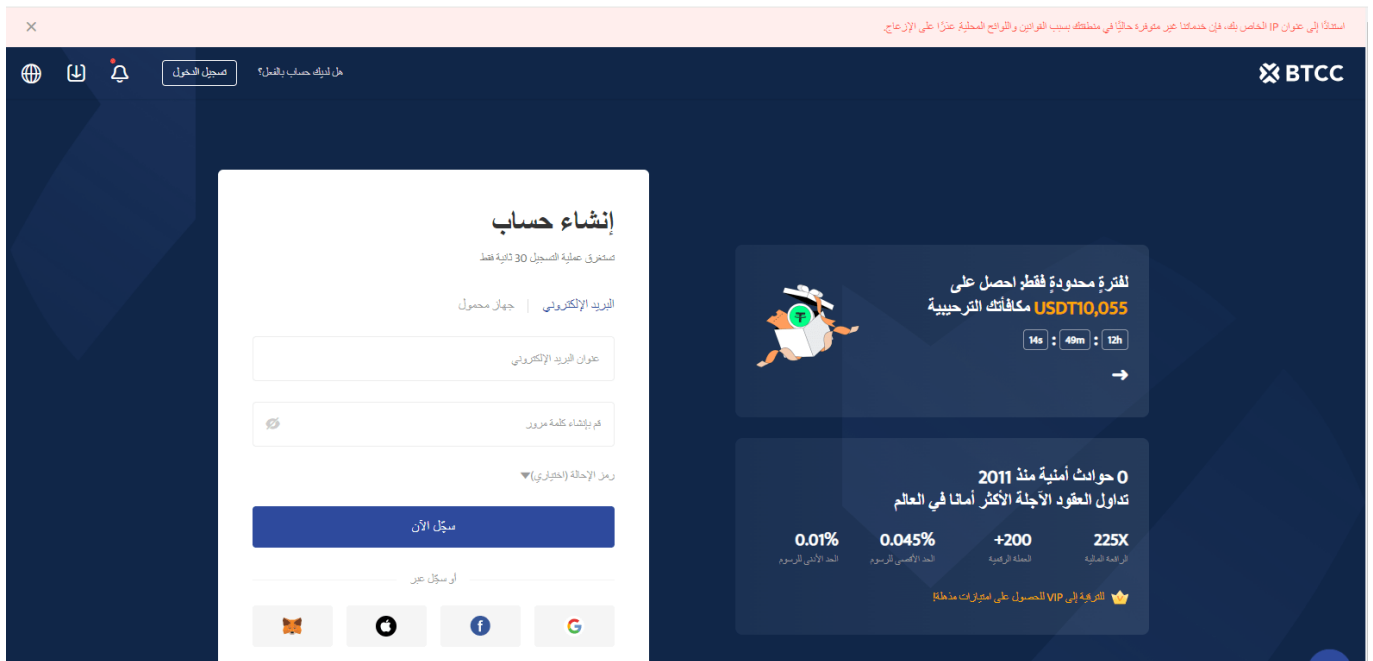 استنادًا إلى عنوان IP الخاص بك، فإن خدماتنا غير متوفرة حاليًا في منطقتك بسبب القوانين واللوائح المحلية. عذرًا على الإزعاج.
BTCC
هل لديك حساب بالفعل؟
تسجيل الدخول
إنشاء حساب
تستغرق عملية التسجيل 30 ثانية فقط
البريد الإلكتروني | جهاز محمول
عنوان البريد الإلكتروني
قم بإنشاء كلمة مرور
رمز الإحالة (اختياري)
سجّل الآن
أو سجّل عبر
لفترةٍ محدودةٍ فقط! احصل على
USDT10,055 مكافأتك الترحيبية
12h : 49m : 14s
0 حوادث أمنية منذ 2011
تداول العقود الآجلة الأكثر أمانا في العالم
225X
الرافعة المالية
200+
العملة الرقمية
0.045%
الحد الأقصى للرسوم
0.01%
الحد الأدنى للرسوم
الترقية إلى VIP للحصول على امتيازات مذهلة!